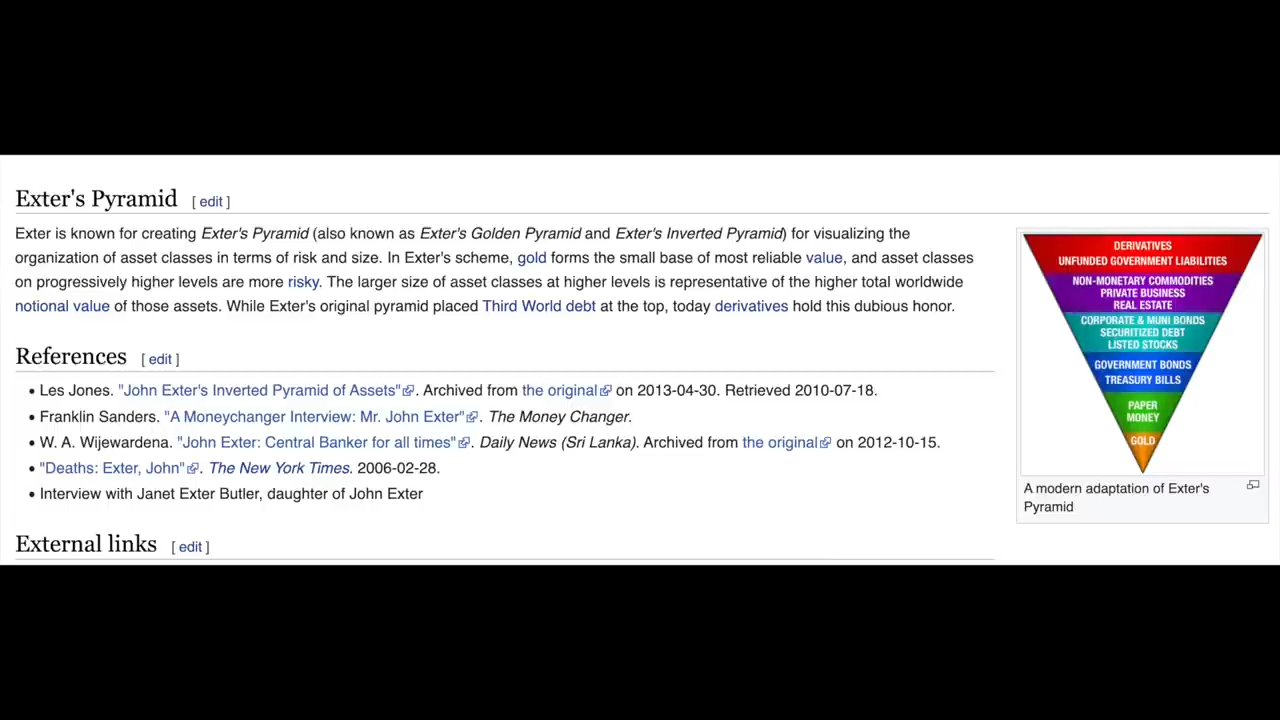 Exter's Pyramid [ edit ]
Exter is known for creating Exter's Pyramid (also known as Exter's Golden Pyramid and Exter's Inverted Pyramid) for visualizing the
organization of asset classes in terms of risk and size. In Exter's scheme, gold forms the small base of most reliable value, and asset classes
on progressively higher levels are more risky. The larger size of asset classes at higher levels is representative of the higher total worldwide
notional value of those assets. While Exter's original pyramid placed Third World debt at the top, today derivatives hold this dubious honor.
References [ edit ]
• Les Jones. "John Exter's Inverted Pyramid of Assets". Archived from the original on 2013-04-30. Retrieved 2010-07-18.
• Franklin Sanders. "A Moneychanger Interview: Mr. John Exter". The Money Changer.
• W. A. Wijewardena. "John Exter: Central Banker for all times". Daily News (Sri Lanka). Archived from the original on 2012-10-15.
• "Deaths: Exter, John". The New York Times. 2006-02-28.
• Interview with Janet Exter Butler, daughter of John Exter
External links [ edit ]
DERIVATIVES
UNFUNDED GOVERNMENT LIABILITIES
NON-MONETARY COMMODITIES
PRIVATE BUSINESS
REAL ESTATE
CORPORATE & MUNI BONDS
SECURITIZED DEBT
LISTED STOCKS
GOVERNMENT BONDS
TREASURY BILLS
PAPER
MONEY
GOLD
A modern adaptation of Exter's
Pyramid